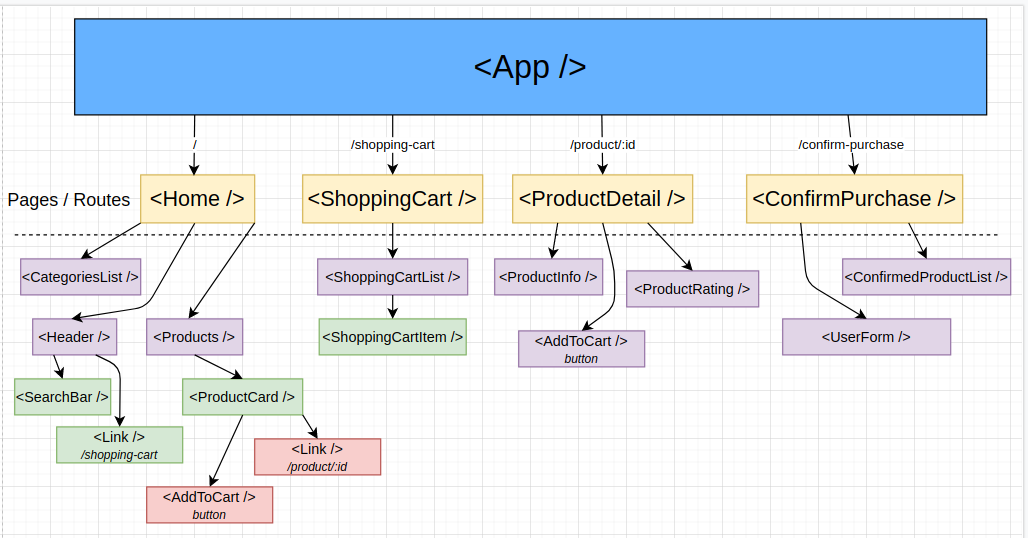 <App />
/
/shopping-cart
/product/:id
/confirm-purchase
Pages / Routes
<Home />
<ShoppingCart />
<ProductDetail />
<ConfirmPurchase />
<CategoriesList />
<ShoppingCartList />
<ProductInfo />
<ProductRating />
<ConfirmedProductList />
<Header />
<Products />
<ShoppingCartItem />
<AddToCart />
button
<UserForm />
<SearchBar />
<ProductCard />
<Link />
/shopping-cart
<Link />
/product/:id
<AddToCart />
button